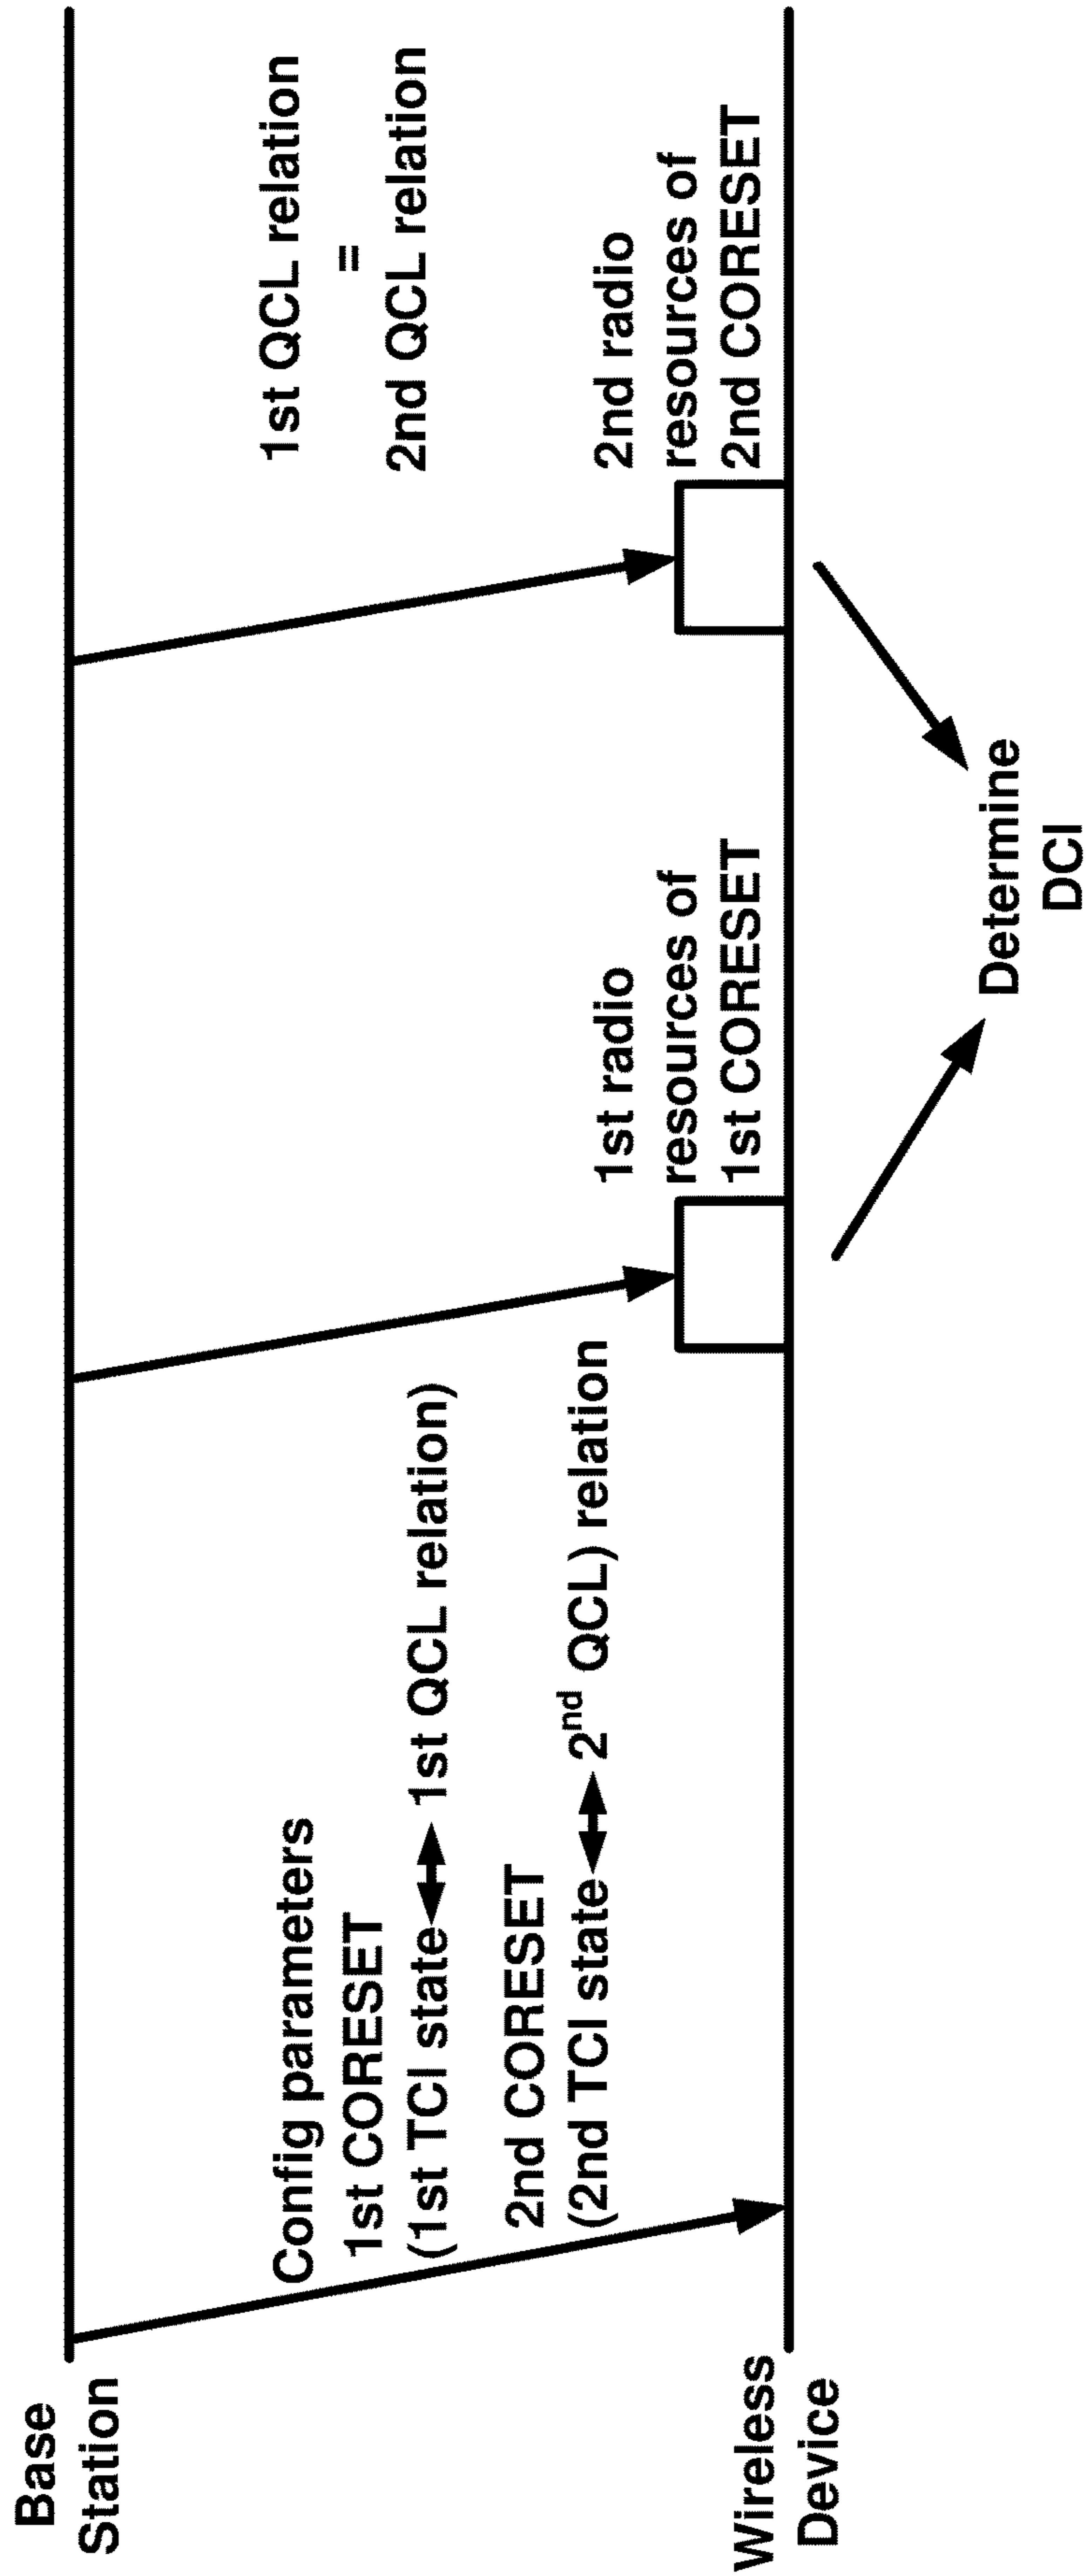 Base
Station
Config parameters
1st CORESET
(1st TCI state 1st QCL relation)
2nd CORESET
(2nd TCI state 2nd QCL) relation
1st QCL relation
=
2nd QCL relation
1st radio
resources of
1st CORESET
2nd radio
resources of
2nd CORESET
Wireless
Device
Determine
DCI